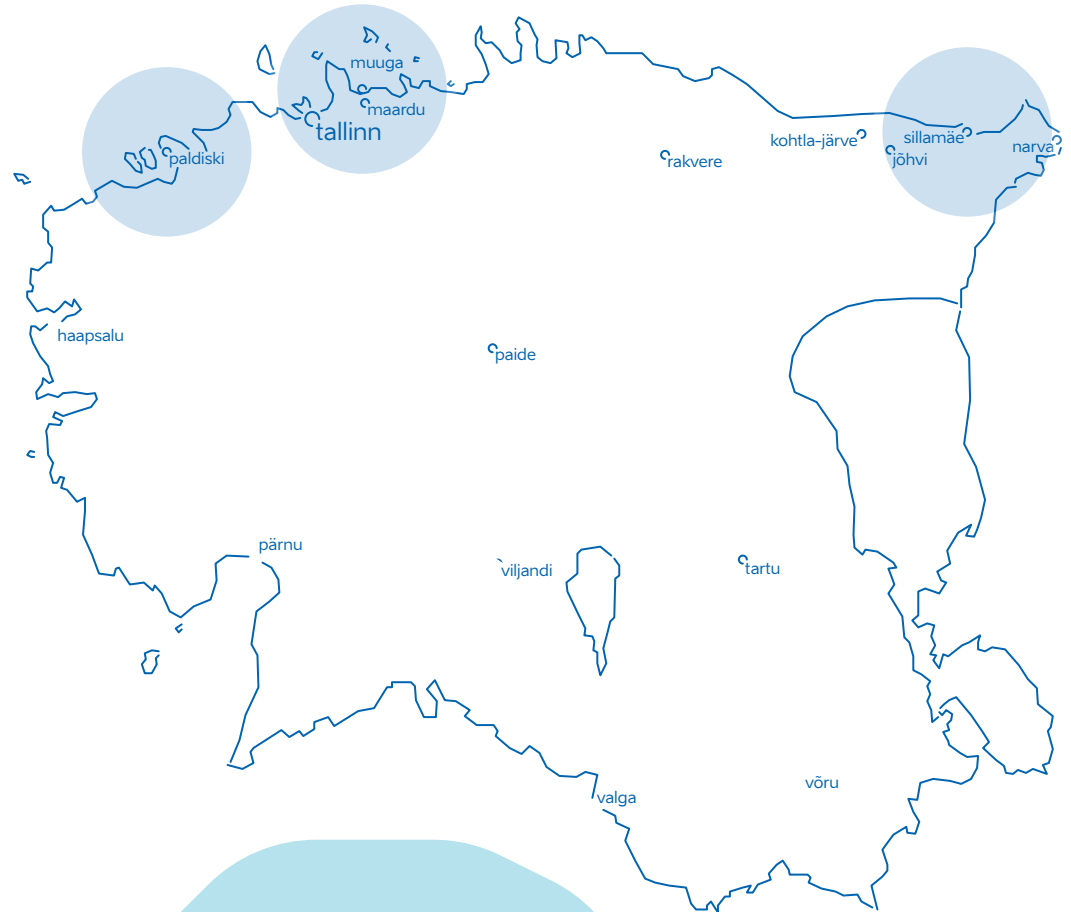 muuga
maardu
tallinn
paldiski
kohtla-järve
sillamäe
narva
jõhvi
rakvere
haapsalu
paide
pärnu
viljandi
tartu
võru
valga